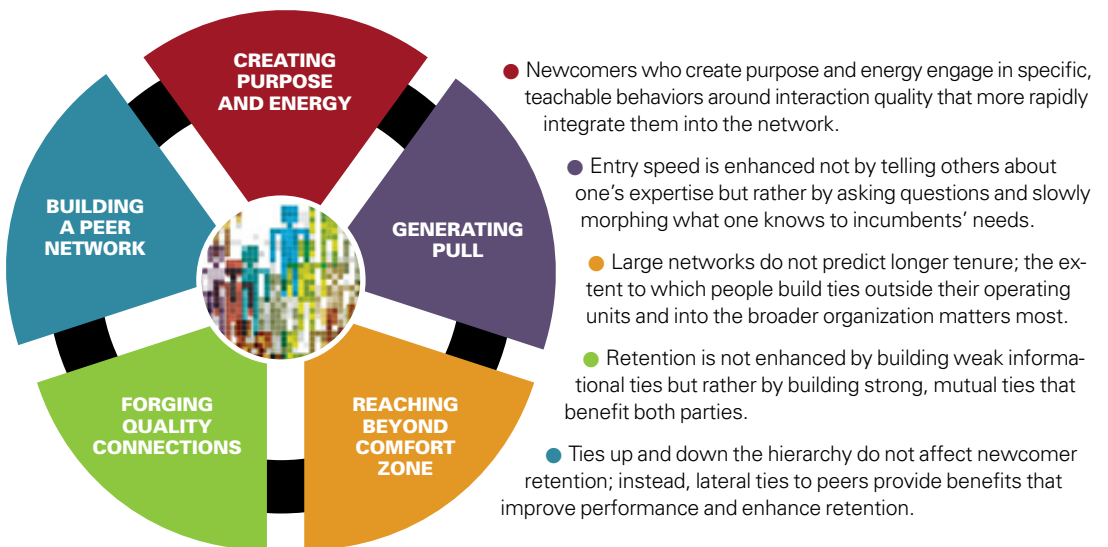 CREATING
PURPOSE
AND ENERGY
GENERATING
PULL
REACHING
BEYOND
COMFORT
ZONE
FORGING
QUALITY
CONNECTIONS
BUILDING
A PEER
NETWORK
● Newcomers who create purpose and energy engage in specific,
teachable behaviors around interaction quality that more rapidly
integrate them into the network.
● Entry speed is enhanced not by telling others about
one’s expertise but rather by asking questions and slowly
morphing what one knows to incumbents’ needs.
● Large networks do not predict longer tenure; the ex-
tent to which people build ties outside their operating
units and into the broader organization matters most.
● Retention is not enhanced by building weak informa-
tional ties but rather by building strong, mutual ties that
benefit both parties.
● Ties up and down the hierarchy do not affect newcomer
retention; instead, lateral ties to peers provide benefits that
improve performance and enhance retention.